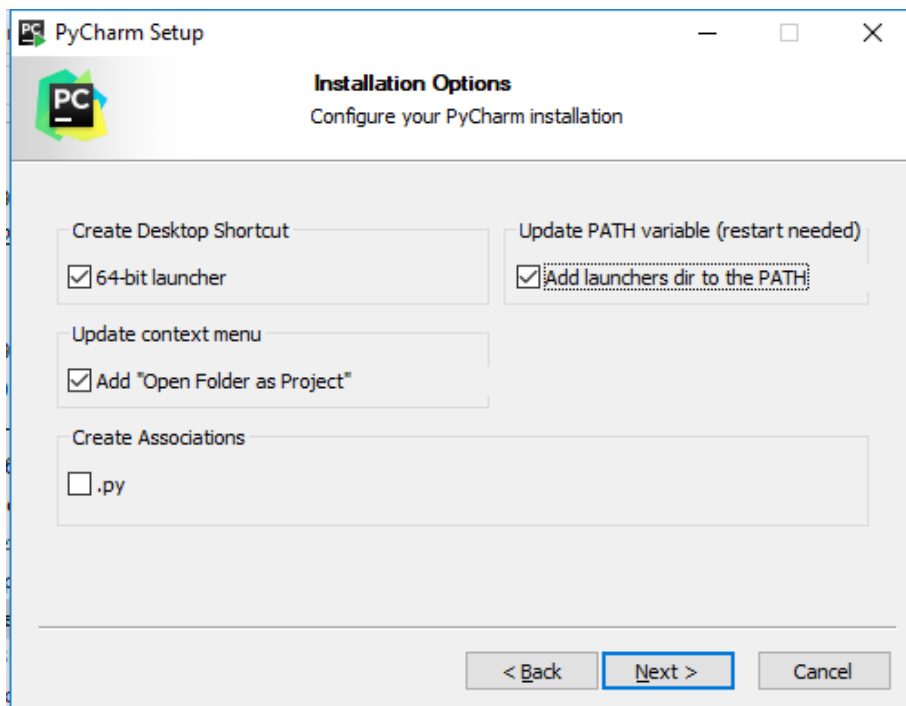 PC PyCharm Setup
PC
Installation Options
Configure your PyCharm installation
Create Desktop Shortcut
64-bit launcher
Update PATH variable (restart needed)
Add launchers dir to the PATH
Update context menu
Add "Open Folder as Project"
Create Associations
.py
< Back
Next >
Cancel